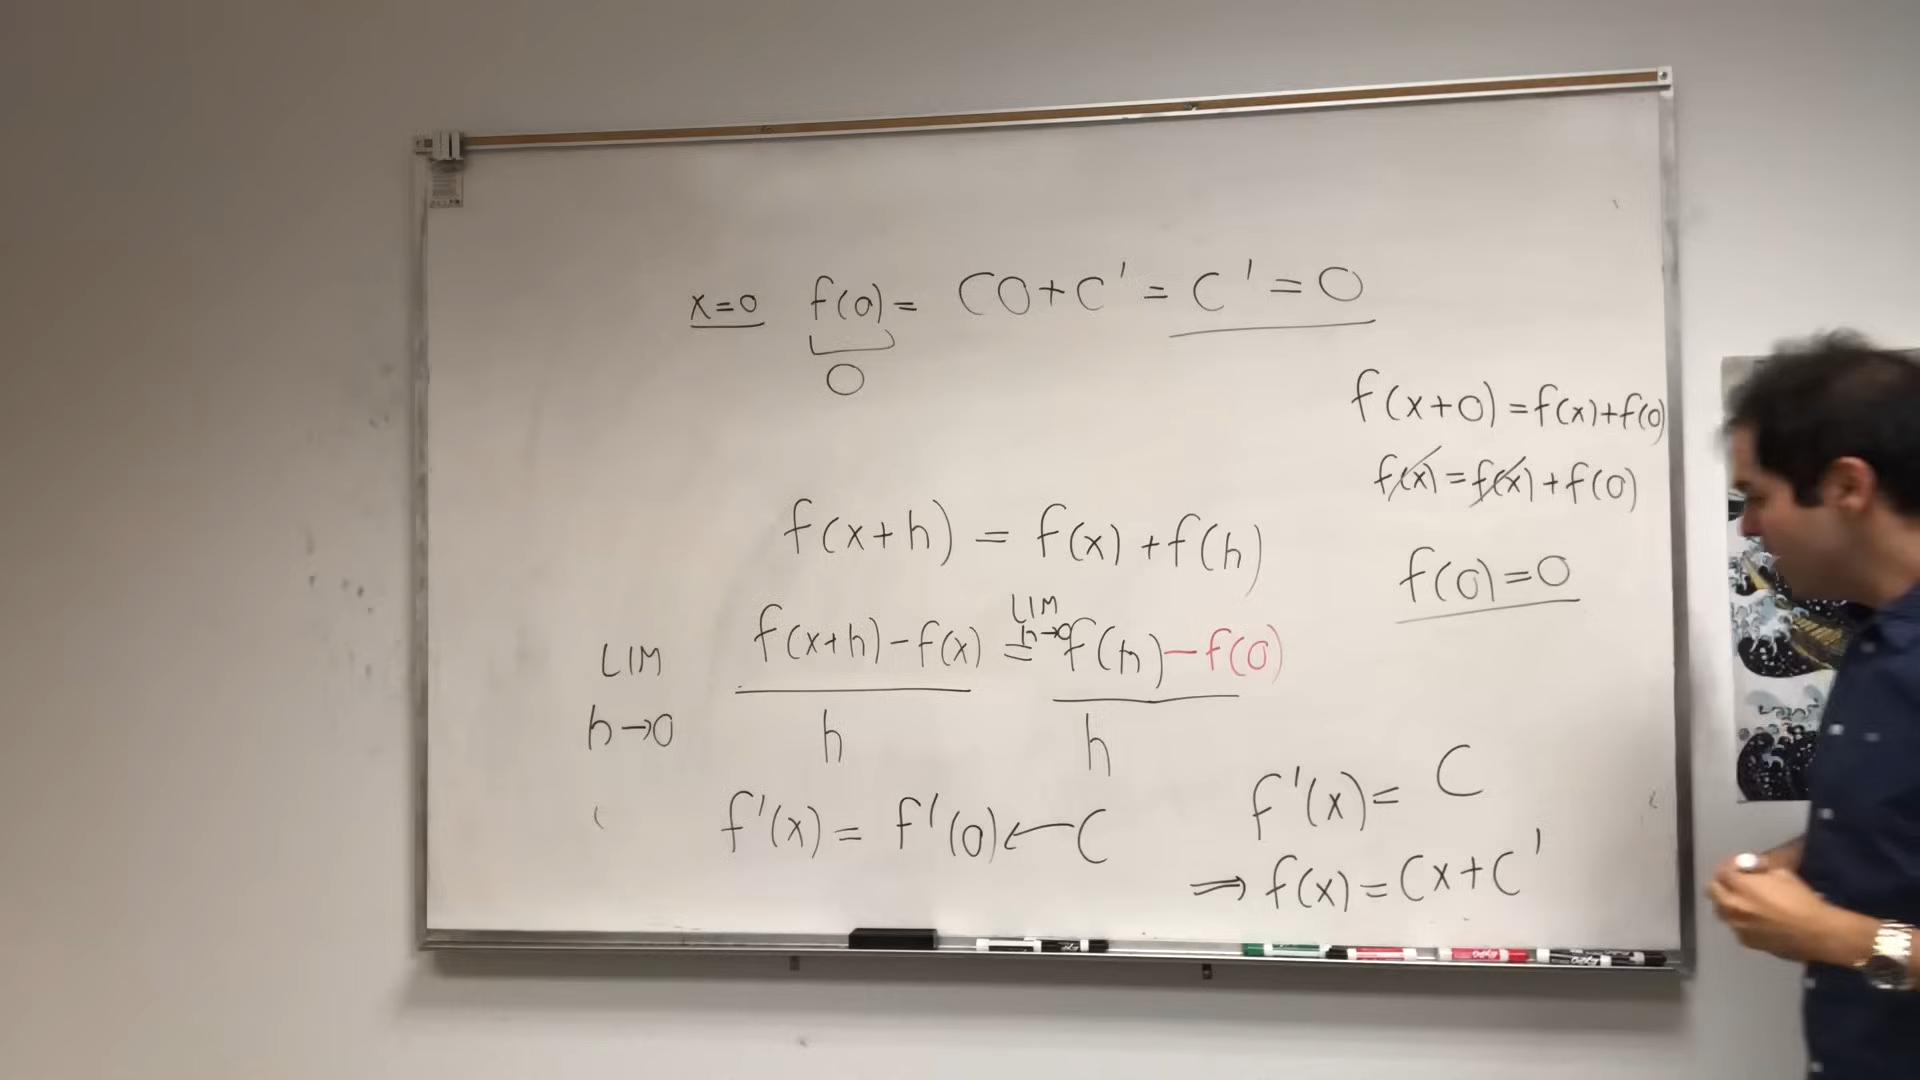 x=0 f(0)= C0+C'= C'=0
0
f(x+0)=f(x)+f(0)
f(x)=f(x)+f(0)
f(0)=0
f(x+h) = f(x)+f(h)
LIM h→0 f(x+h)-f(x) / h = LIM h→0 f(h)-f(0) / h
f'(x)= f'(0)←C
f'(x)= C
⇒ f(x)=Cx+C'